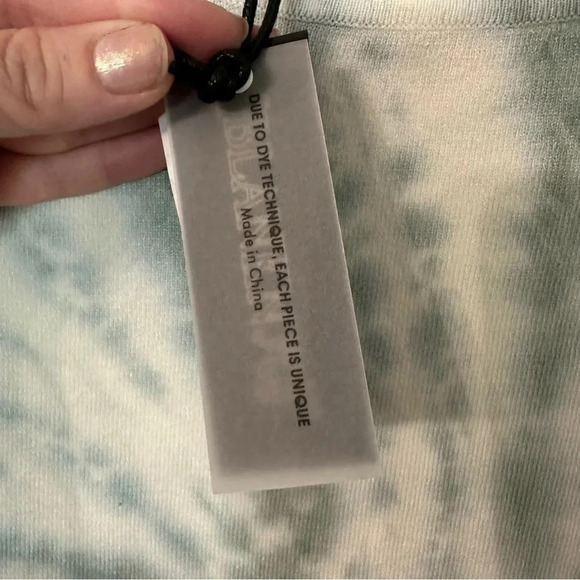 DUE TO DYE TECHNIQUE, EACH PIECE IS UNIQUE
Made in China